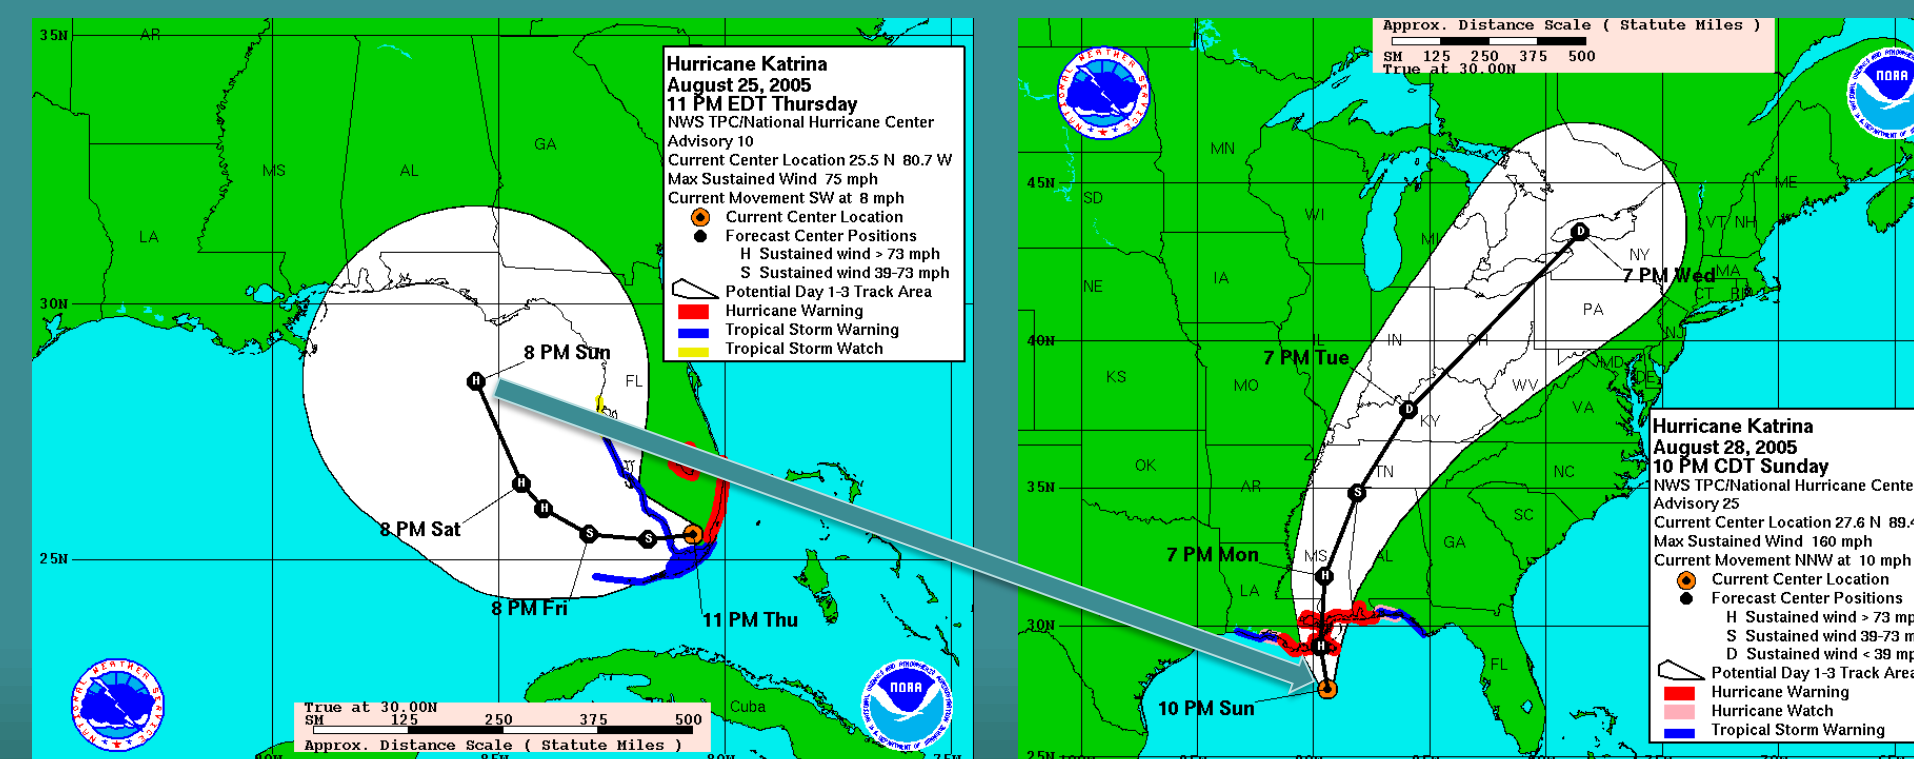 35N
AR
Hurricane Katrina
August 25, 2005
11 PM EDT Thursday
NWS TPC/National Hurricane Center
Advisory 10
Current Center Location 25.5 N 80.7 W
Max Sustained Wind 75 mph
Current Movement SW at 8 mph
Current Center Location
Forecast Center Positions
H Sustained wind > 73 mph
S Sustained wind 39-73 mph
Potential Day 1-3 Track Area
Hurricane Warning
Tropical Storm Warning
Tropical Storm Watch
GA
MS
AL
LA
30N
8 PM Sun
H
FL
H
8 PM Sat
H
S
S
25N
8 PM Fri
11 PM Thu
NATIONAL WEATHER SERVICE
NOAA
Cuba
True at 30.00N
SM 125 250 375 500
Approx. Distance Scale ( Statute Miles )
90W
85W
80W
75W
Approx. Distance Scale ( Statute Miles )
SM 125 250 375 500
True at 30.00N
NATIONAL WEATHER SERVICE
NOAA
MN
45N
ME
SD
WI
VT
NH
MI
D
NY
7 PM Wed
MA
IA
NE
CT
RI
PA
40N
IL
IN
OH
NJ
7 PM Tue
MD
DE
KS
MO
WV
D
KY
VA
OK
TN
NC
AR
35N
S
SC
7 PM Mon
MS
AL
GA
H
LA
30N
H
FL
10 PM Sun
25N
Hurricane Katrina
August 28, 2005
10 PM CDT Sunday
NWS TPC/National Hurricane Cente
Advisory 25
Current Center Location 27.6 N 89.4
Max Sustained Wind 160 mph
Current Movement NNW at 10 mph
Current Center Location
Forecast Center Positions
H Sustained wind > 73 mp
S Sustained wind 39-73 m
D Sustained wind < 39 mp
Potential Day 1-3 Track Area
Hurricane Warning
Hurricane Watch
Tropical Storm Warning